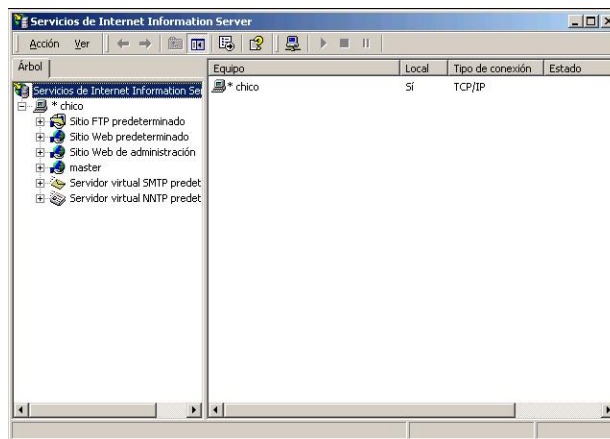 Servicios de Internet Information Server
Acción Ver
Árbol
Servicios de Internet Information Ser
* chico
Sitio FTP predeterminado
Sitio Web predeterminado
Sitio Web de administración
master
Servidor virtual SMTP predet
Servidor virtual NNTP predet
Equipo Local Tipo de conexión Estado
* chico Sí TCP/IP